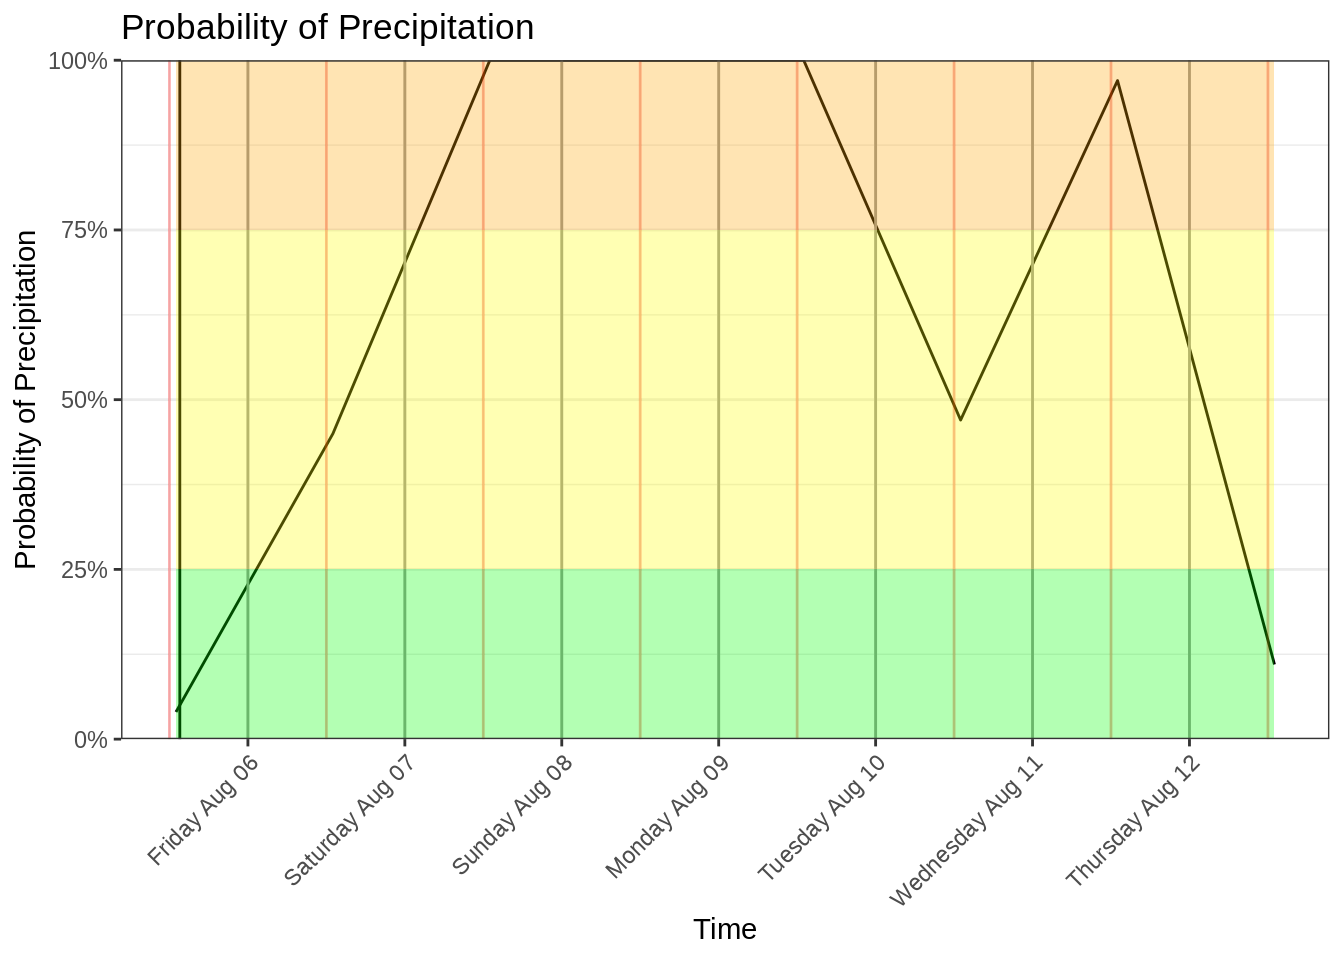 Probability of Precipitation
100%
75%
50%
25%
0%
Probability of Precipitation
Friday Aug 06
Saturday Aug 07
Sunday Aug 08
Monday Aug 09
Tuesday Aug 10
Wednesday Aug 11
Thursday Aug 12
Time